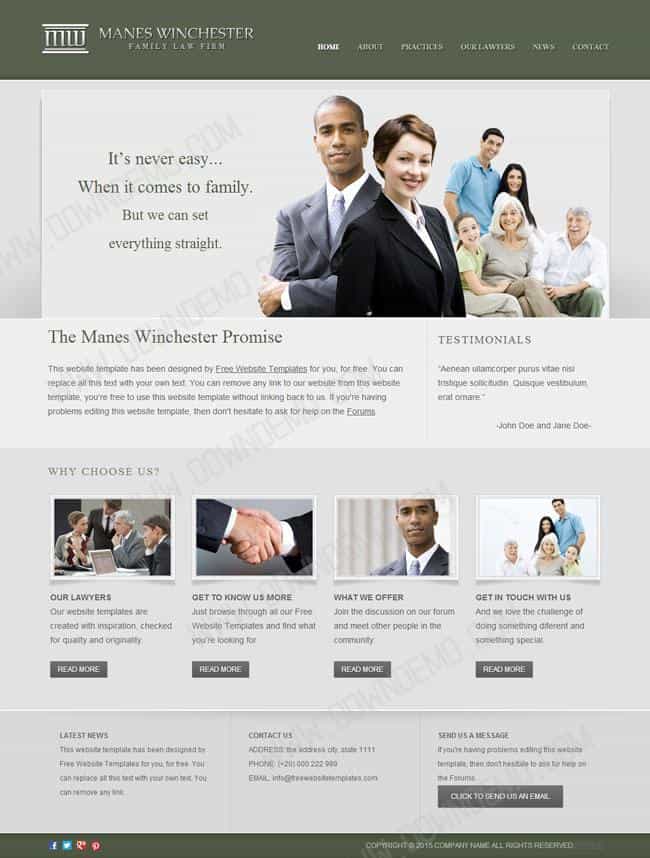 MW MANES WINCHESTER
FAMILY LAW FIRM
HOME ABOUT PRACTICES OUR LAWYERS NEWS CONTACT
It's never easy...
When it comes to family.
But we can set
everything straight.
The Manes Winchester Promise
This website template has been designed by Free Website Templates for you, for free. You
replace all this text with your own text. You can remove any link to our website from this website
template, you're free to use this website template without linking back to us. If you're having
problems editing this website template, then don't hesitate to ask for help on the Forums.
TESTIMONIALS
"Aenean ullamcorper purus vitae nisl
tristique sollicitudin. Quisque vestibulum,
erat ornare."
-John Doe and Jane Doe-
WHY CHOOSE US?
OUR LAWYERS
Our website templates are
created with inspiration, checked
for quality and originality.
READ MORE
GET TO KNOW US MORE
Just browse through all our Free
Website Templates and find what
you're looking for.
READ MORE
WHAT WE OFFER
Join the discussion on our forum
and meet other people in the
community.
READ MORE
GET IN TOUCH WITH US
And we love the challenge of
doing something diferent and
something special.
READ MORE
LATEST NEWS
This website template has been designed by
Free Website Templates for you, for free. You
can replace all this text with your own text. You
can remove any link.
CONTACT US
ADDRESS: the address city, state 1111
PHONE: (+20) 000 222 999
EMAIL: info@freewebsitetemplates.com
SEND US A MESSAGE
If you're having problems editing this website
template, then don't hesitate to ask for help on
the Forums.
CLICK TO SEND US AN EMAIL
COPYRIGHT © 2015 COMPANY NAME ALL RIGHTS RESERVED
WWW.DOWNDEMO.COM